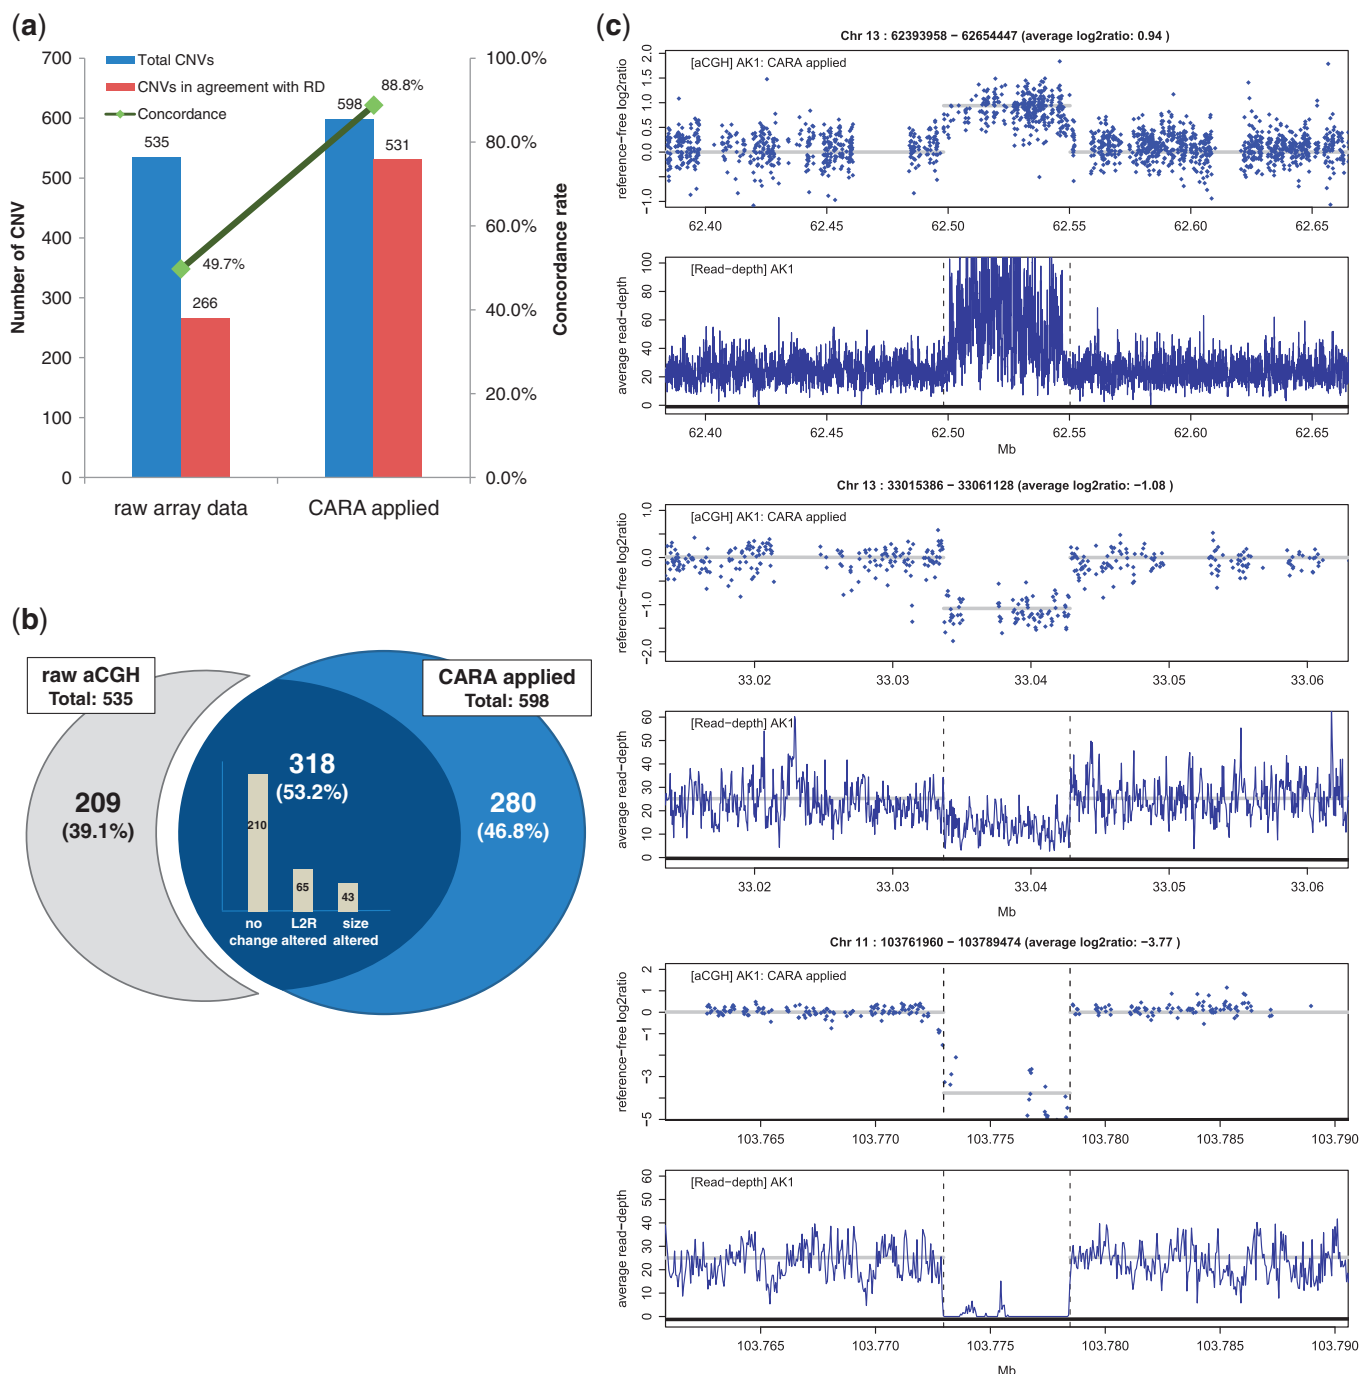 (a)
Total CNVs
CNVs in agreement with RD
Concordance
700
600
500
400
300
200
100
0
Number of CNV
100.0%
80.0%
60.0%
40.0%
20.0%
0.0%
Concordance rate
535
266
49.7%
598
531
88.8%
raw array data
CARA applied
(b)
raw aCGH
Total: 535
CARA applied
Total: 598
209
(39.1%)
318
(53.2%)
280
(46.8%)
210
65
43
no change
L2R altered
size altered
(c)
Chr 13 : 62393958 − 62654447 (average log2ratio: 0.94 )
[aCGH] AK1: CARA applied
reference−free log2ratio
2.0
1.5
1.0
0.5
0.0
−1.0
62.40 62.45 62.50 62.55 62.60 62.65
[Read−depth] AK1
average read−depth
100
80
60
40
20
0
62.40 62.45 62.50 62.55 62.60 62.65
Mb
Chr 13 : 33015386 − 33061128 (average log2ratio: −1.08 )
[aCGH] AK1: CARA applied
reference−free log2ratio
1.0
0.0
−1.0
−2.0
33.02 33.03 33.04 33.05 33.06
[Read−depth] AK1
average read−depth
60
50
40
30
20
10
0
33.02 33.03 33.04 33.05 33.06
Mb
Chr 11 : 103761960 − 103789474 (average log2ratio: −3.77 )
[aCGH] AK1: CARA applied
reference−free log2ratio
2
1
0
−1
−3
−5
103.765 103.770 103.775 103.780 103.785 103.790
[Read−depth] AK1
average read−depth
60
50
40
30
20
10
0
103.765 103.770 103.775 103.780 103.785 103.790
Mb